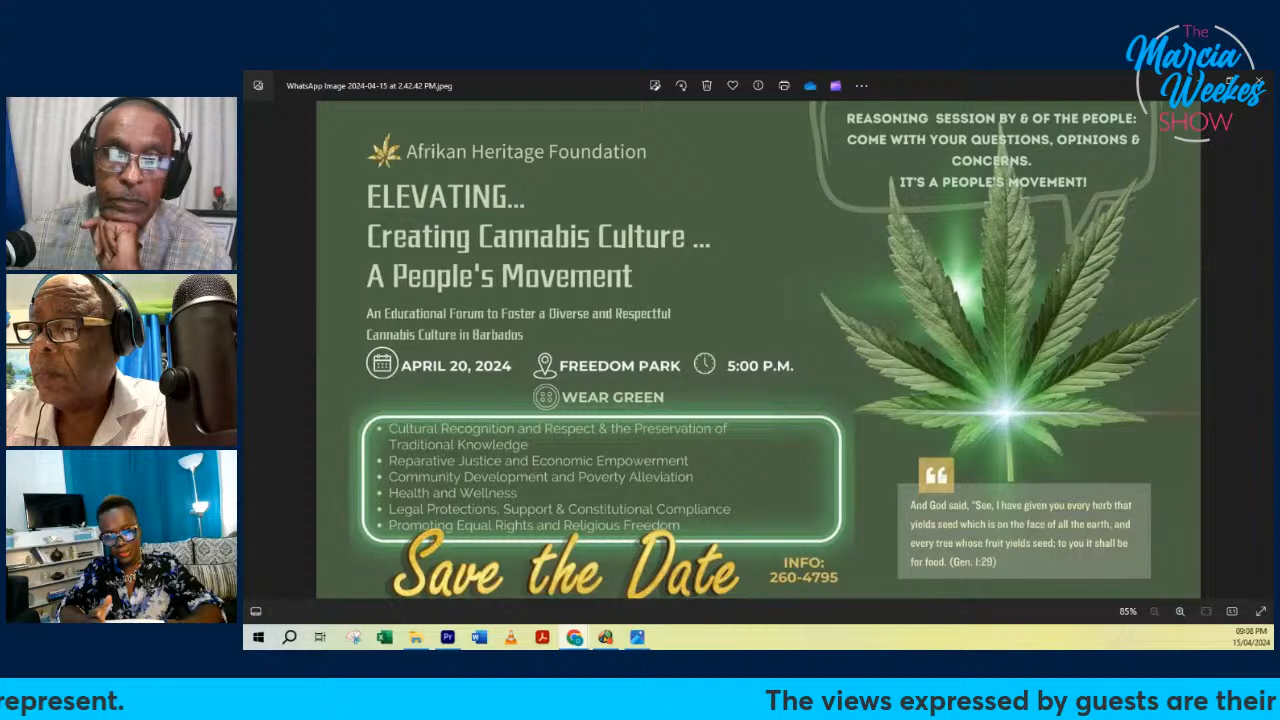 The
Marcia
Weekes
SHOW
WhatsApp Image 2024-04-15 at 2.42.42 PM.jpeg
REASONING SESSION BY & OF THE PEOPLE:
COME WITH YOUR QUESTIONS, OPINIONS &
CONCERNS.
IT'S A PEOPLE'S MOVEMENT!
Afrikan Heritage Foundation
ELEVATING...
Creating Cannabis Culture ...
A People's Movement
An Educational Forum to Foster a Diverse and Respectful
Cannabis Culture in Barbados
APRIL 20, 2024 FREEDOM PARK 5:00 P.M.
WEAR GREEN
• Cultural Recognition and Respect & the Preservation of
Traditional Knowledge
• Reparative Justice and Economic Empowerment
• Community Development and Poverty Alleviation
• Health and Wellness
• Legal Protections, Support & Constitutional Compliance
• Promoting Equal Rights and Religious Freedom
Save the Date
INFO:
260-4795
And God said, “See, I have given you every herb that
yields seed which is on the face of all the earth, and
every tree whose fruit yields seed; to you it shall be
for food. (Gen. 1:29)
85%
09:08 PM
15/04/2024
represent. The views expressed by guests are their